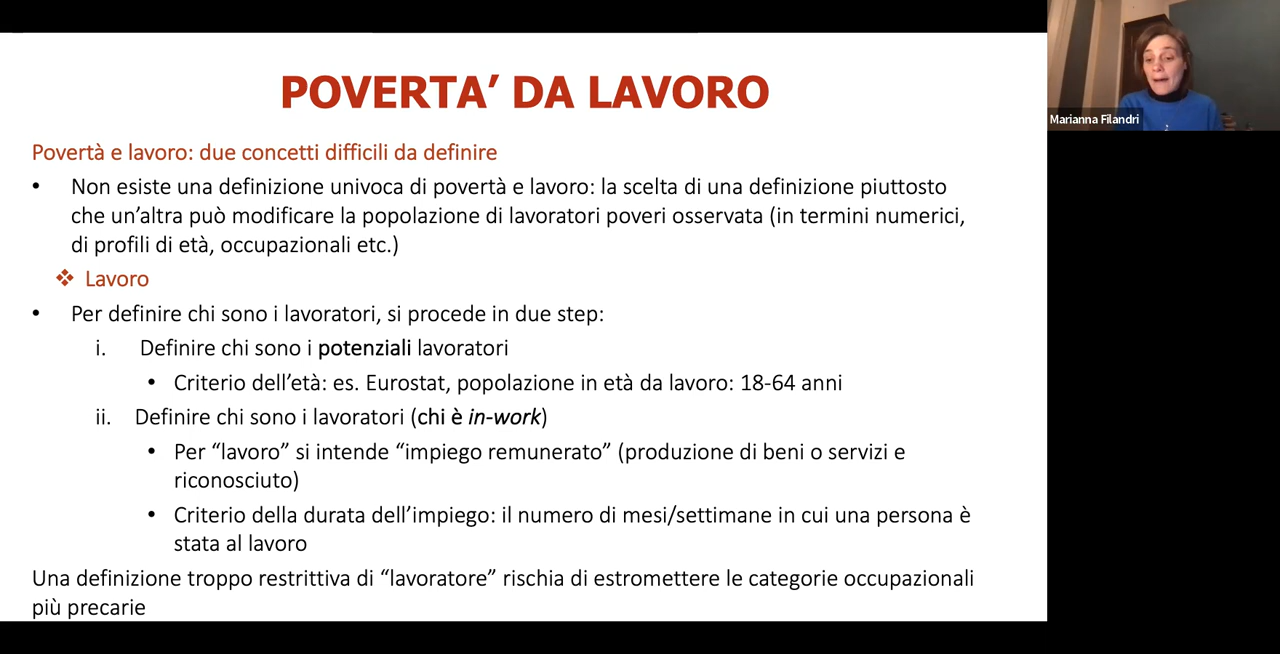 POVERTA’ DA LAVORO
Marianna Filandri
Povertà e lavoro: due concetti difficili da definire
• Non esiste una definizione univoca di povertà e lavoro: la scelta di una definizione piuttosto
che un’altra può modificare la popolazione di lavoratori poveri osservata (in termini numerici,
di profili di età, occupazionali etc.)
❖ Lavoro
• Per definire chi sono i lavoratori, si procede in due step:
i. Definire chi sono i potenziali lavoratori
• Criterio dell’età: es. Eurostat, popolazione in età da lavoro: 18-64 anni
ii. Definire chi sono i lavoratori (chi è in-work)
• Per “lavoro” si intende “impiego remunerato” (produzione di beni o servizi e
riconosciuto)
• Criterio della durata dell’impiego: il numero di mesi/settimane in cui una persona è
stata al lavoro
Una definizione troppo restrittiva di “lavoratore” rischia di estromettere le categorie occupazionali
più precarie